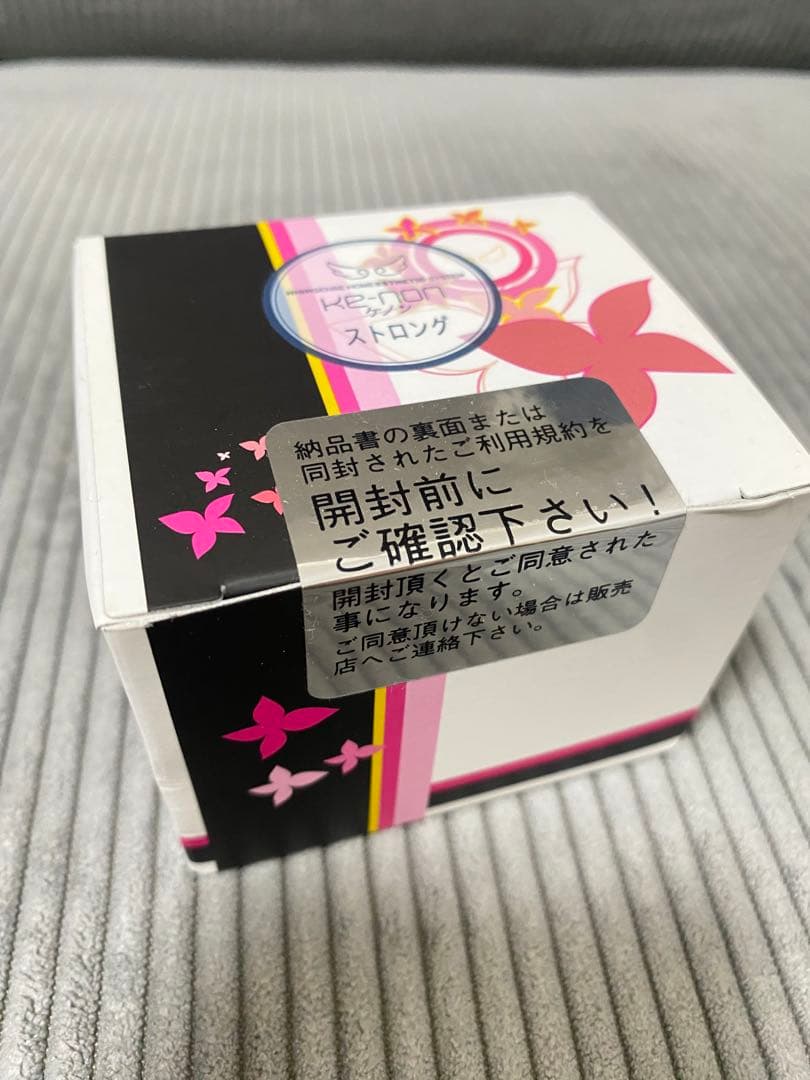 Ke-non
ケノン
ストロング
納品書の裏面または
同封されたご利用規約を
開封前に
ご確認下さい！
開封頂くとご同意された
事になります。
ご同意頂けない場合は販売
店へご連絡下さい。